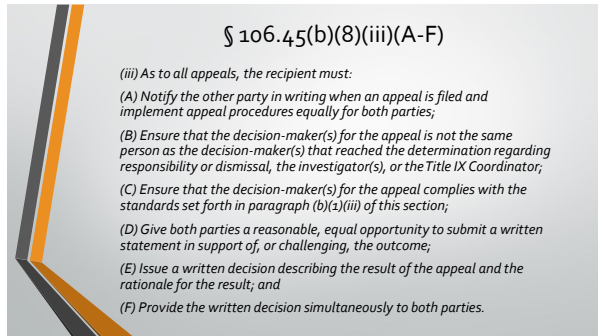 § 106.45(b)(8)(iii)(A-F)
(iii) As to all appeals, the recipient must:
(A) Notify the other party in writing when an appeal is filed and
implement appeal procedures equally for both parties;
(B) Ensure that the decision-maker(s) for the appeal is not the same
person as the decision-maker(s) that reached the determination regarding
responsibility or dismissal, the investigator(s), or the Title IX Coordinator;
(C) Ensure that the decision-maker(s) for the appeal complies with the
standards set forth in paragraph (b)(1)(iii) of this section;
(D) Give both parties a reasonable, equal opportunity to submit a written
statement in support of, or challenging, the outcome;
(E) Issue a written decision describing the result of the appeal and the
rationale for the result; and
(F) Provide the written decision simultaneously to both parties.